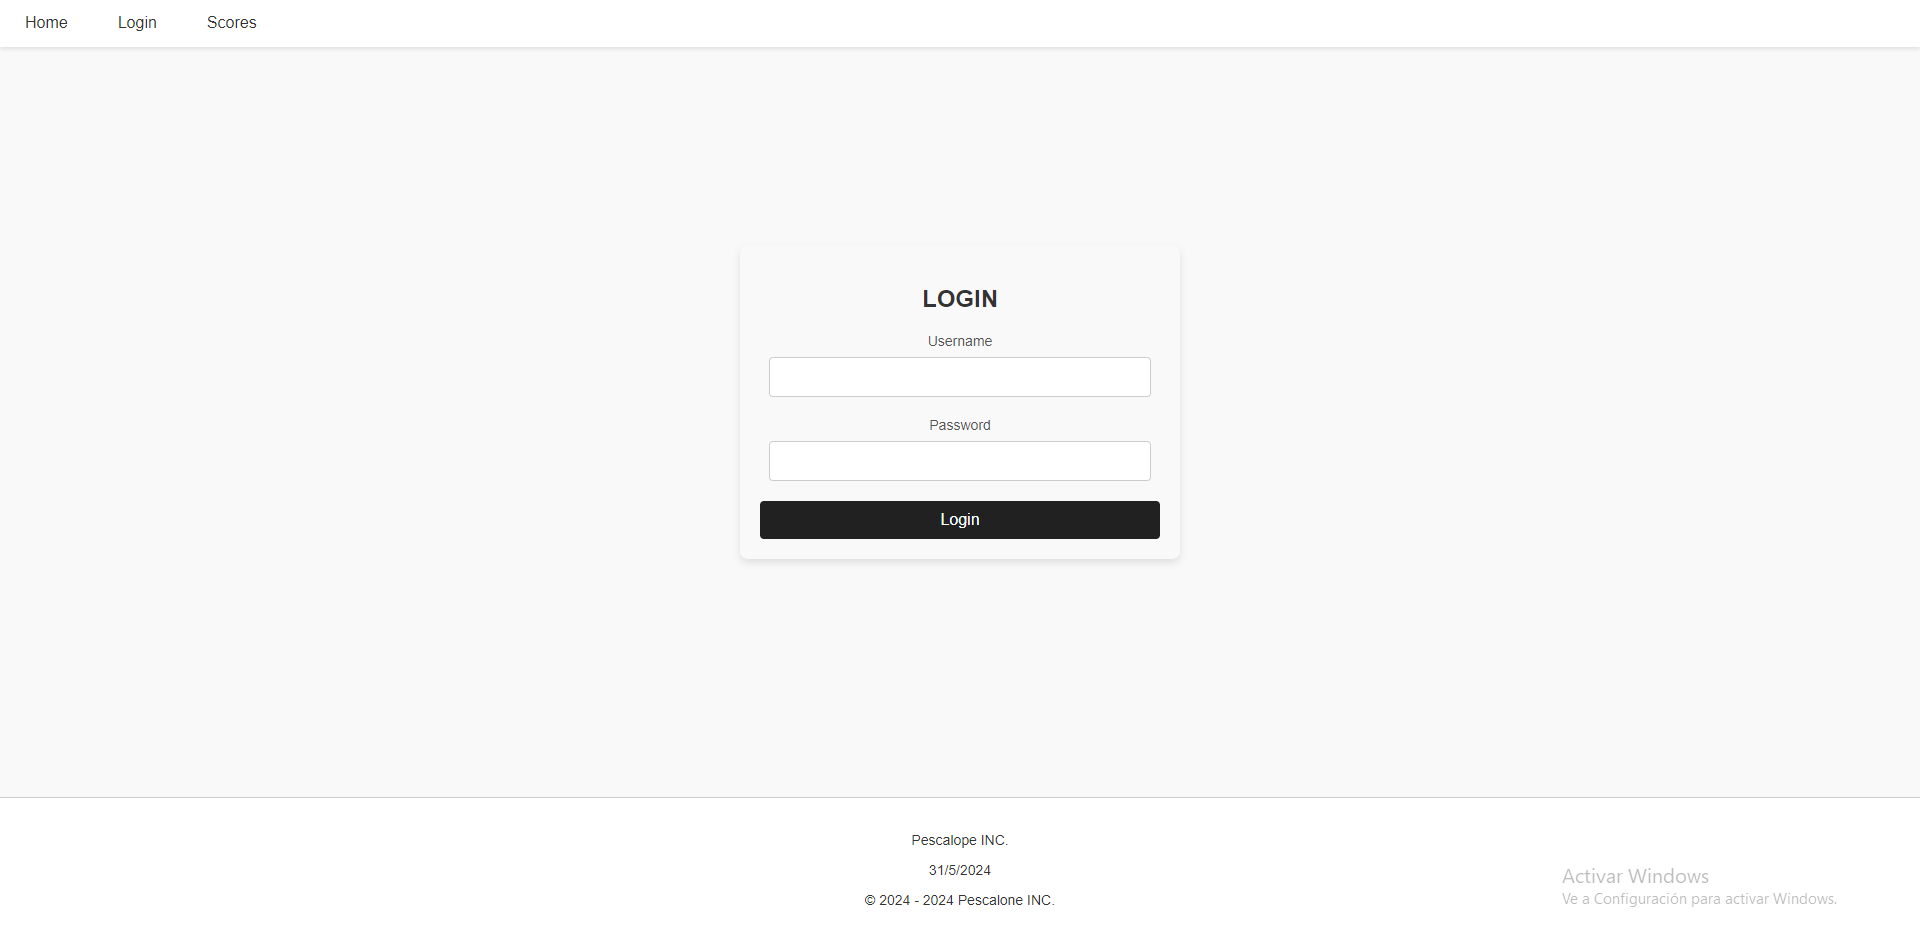 Home Login Scores
LOGIN
Username
Password
Login
Pescalope INC.
31/5/2024
© 2024 - 2024 Pescalone INC.
Activar Windows
Ve a Configuración para activar Windows.